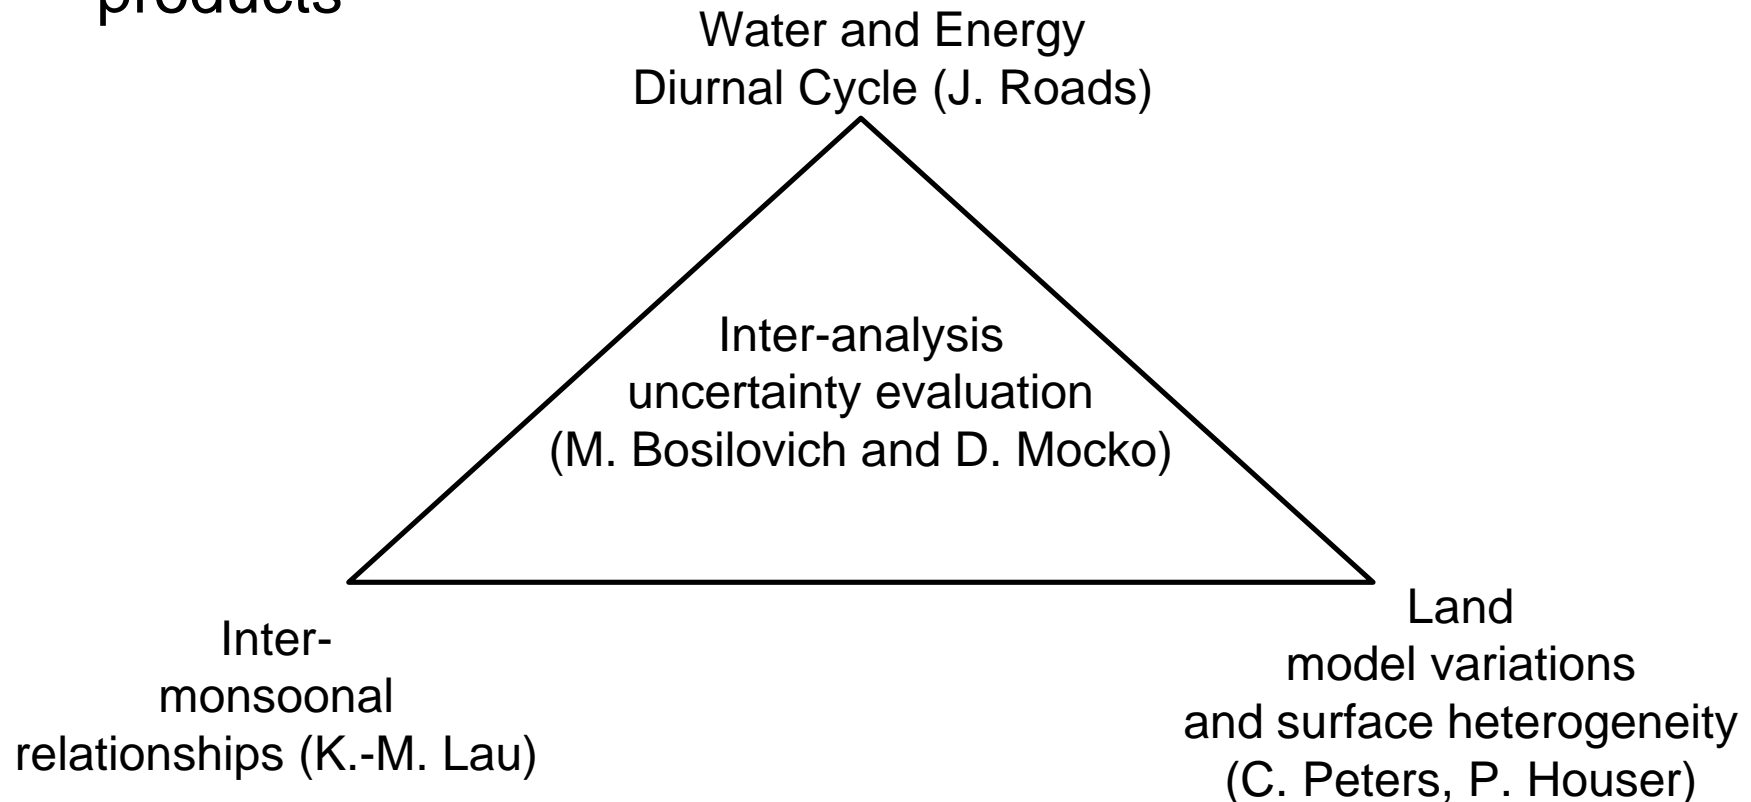 products
Water and Energy
Diurnal Cycle (J. Roads)
Inter-analysis
uncertainty evaluation
(M. Bosilovich and D. Mocko)
Inter-
monsoonal
relationships (K.-M. Lau)
Land
model variations
and surface heterogeneity
(C. Peters, P. Houser)